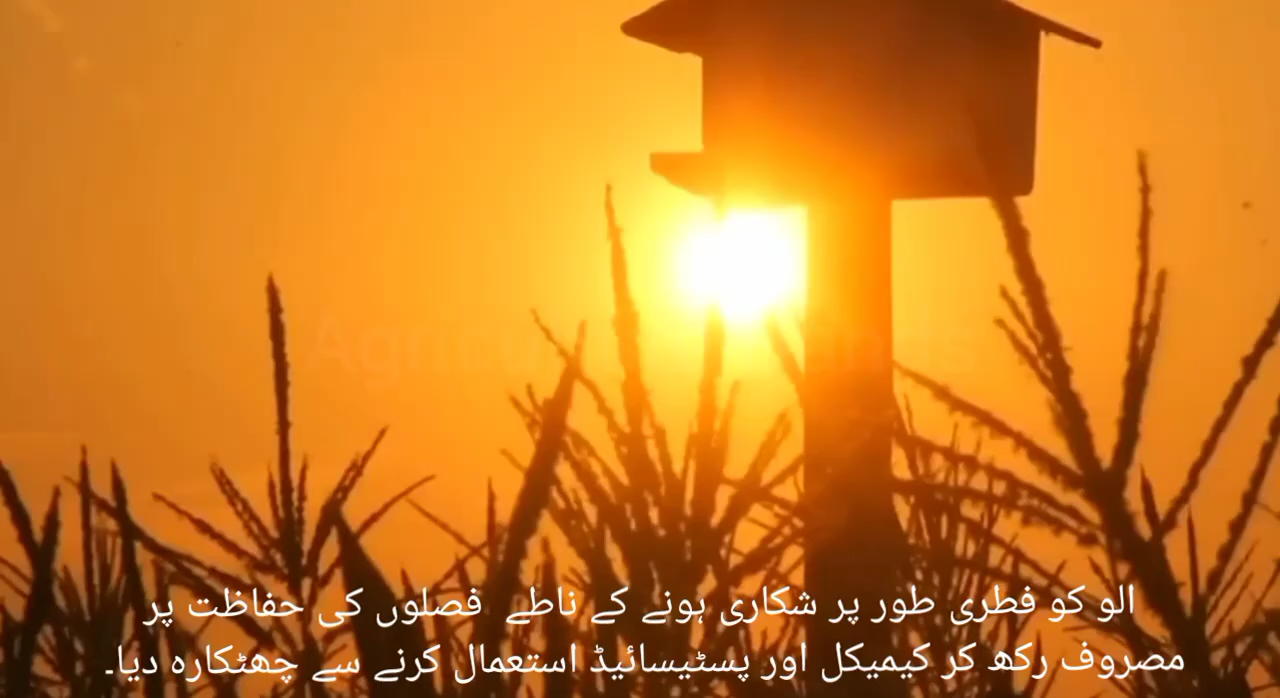 الو کو فطری طور پر شکاری ہونے کے ناطے فصلوں کی حفاظت پر
مصروف رکھ کر کیمیکل اور پسٹیسائیڈ استعمال کرنے سے چھٹکارہ دیا۔